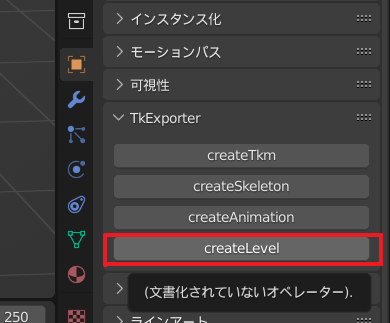 インスタンス化
モーションパス
可視性
TkExporter
createTkm
createSkeleton
createAnimation
createLevel
(文書化されていないオペレーター).
ラインアート
250